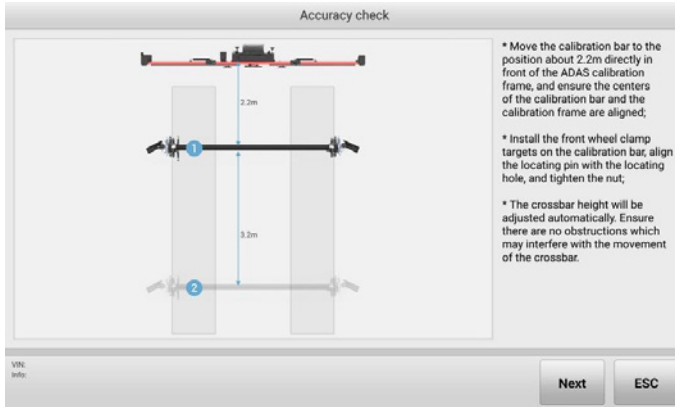 Accuracy check
2.2m
1
3.2m
2
* Move the calibration bar to the
position about 2.2m directly in
front of the ADAS calibration
frame, and ensure the centers
of the calibration bar and the
calibration frame are aligned;
* Install the front wheel clamp
targets on the calibration bar, align
the locating pin with the locating
hole, and tighten the nut;
* The crossbar height will be
adjusted automatically. Ensure
there are no obstructions which
may interfere with the movement
of the crossbar.
VIN:
Info:
Next
ESC